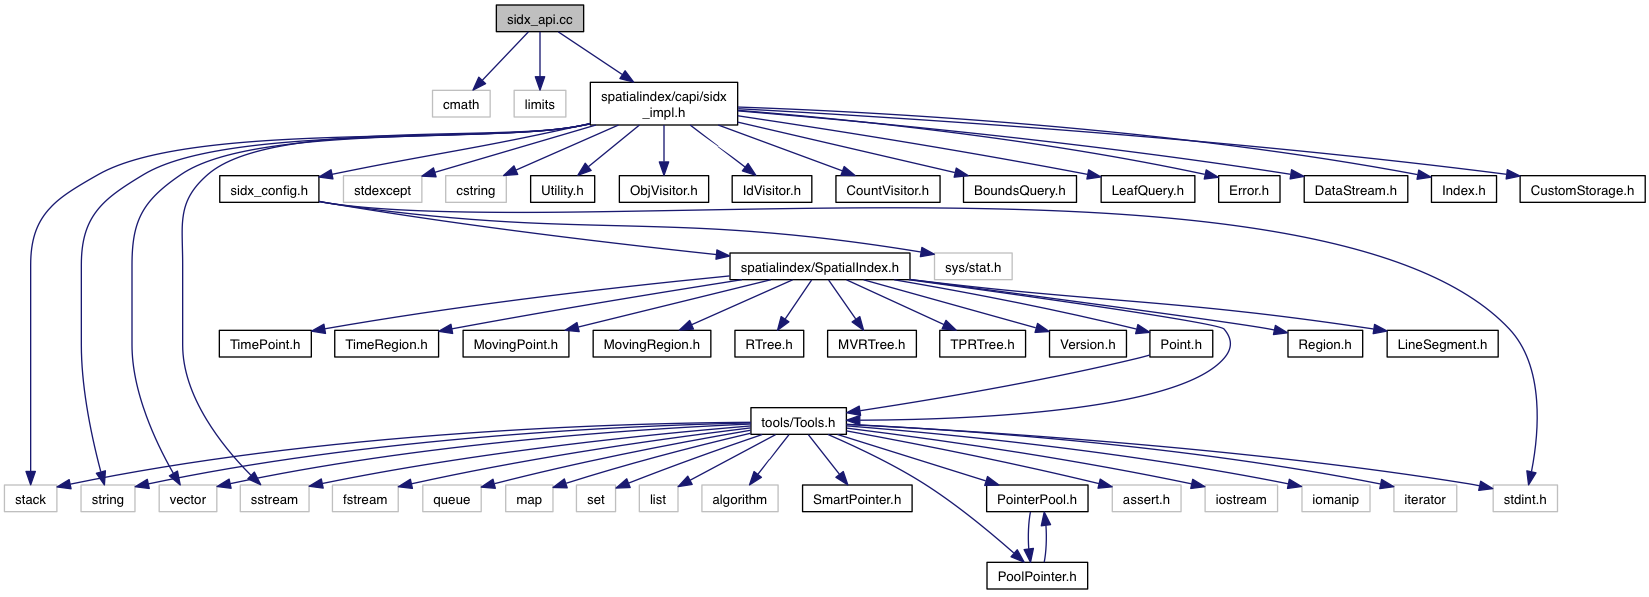 sidx_api.cc
cmath
limits
spatialindex/capi/sidx
_impl.h
sidx_config.h
stdexcept
cstring
Utility.h
ObjVisitor.h
IdVisitor.h
CountVisitor.h
BoundsQuery.h
LeafQuery.h
Error.h
DataStream.h
Index.h
CustomStorage.h
spatialindex/SpatialIndex.h
sys/stat.h
TimePoint.h
TimeRegion.h
MovingPoint.h
MovingRegion.h
RTree.h
MVRTree.h
TPRTree.h
Version.h
Point.h
Region.h
LineSegment.h
tools/Tools.h
stack
string
vector
sstream
fstream
queue
map
set
list
algorithm
SmartPointer.h
PointerPool.h
assert.h
iostream
iomanip
iterator
stdint.h
PoolPointer.h